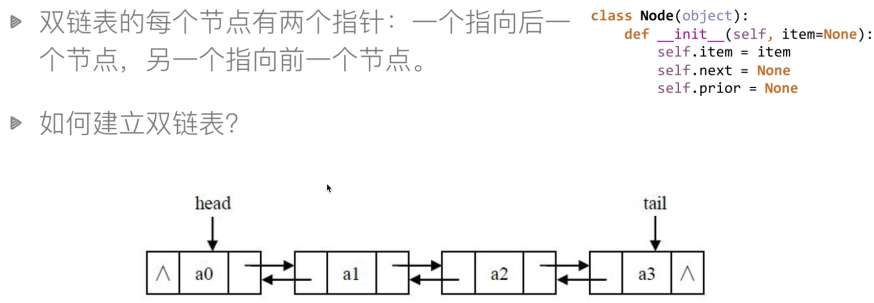 双链表的每个节点有两个指针：一个指向后一
个节点，另一个指向前一个节点。
如何建立双链表？
class Node(object):
    def __init__(self, item=None):
        self.item = item
        self.next = None
        self.prior = None
head
tail
∧ a0 a1 a2 a3 ∧